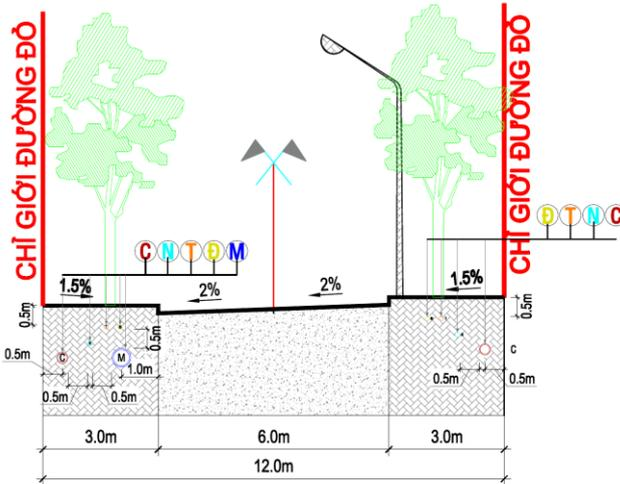 CHỈ GIỚI ĐƯỜNG ĐỎ
CHỈ GIỚI ĐƯỜNG ĐỎ
Đ T N C
C N T Đ M
1.5%
2%
2%
1.5%
0.5m
0.5m
0.5m
C
M
C
0.5m
1.0m
0.5m
0.5m
0.5m
0.5m
3.0m
6.0m
3.0m
12.0m